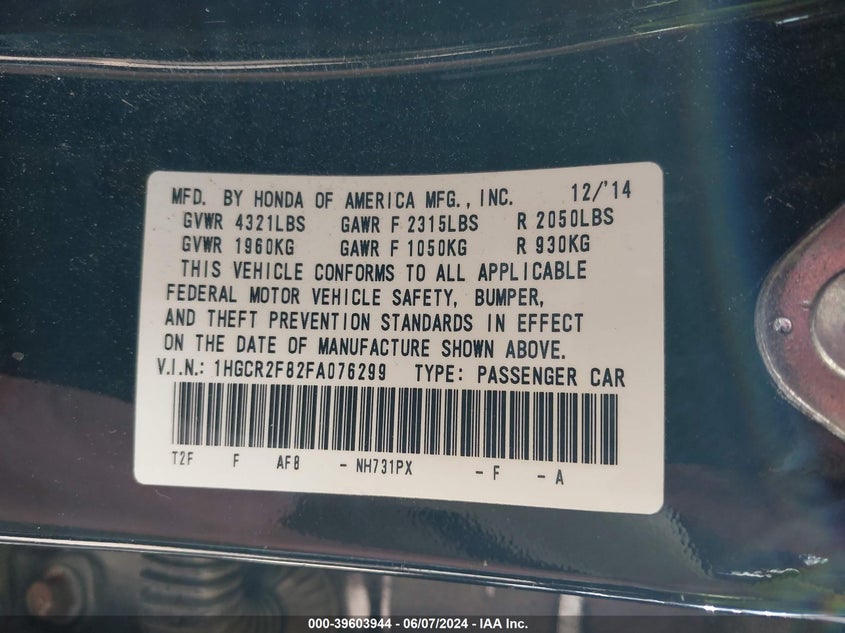 MFD. BY HONDA OF AMERICA MFG., INC. 12/'14
GVWR 4321LBS GAWR F 2315LBS R 2050LBS
GVWR 1960KG GAWR F 1050KG R 930KG
THIS VEHICLE CONFORMS TO ALL APPLICABLE
FEDERAL MOTOR VEHICLE SAFETY, BUMPER,
AND THEFT PREVENTION STANDARDS IN EFFECT
ON THE DATE OF MANUFACTURE SHOWN ABOVE.
V.I.N.: 1HGCR2F82FA076299 TYPE: PASSENGER CAR
T2F F AF8 - NH731PX - F - A
000-39603944 / 06/07/2024 - IAA Inc.